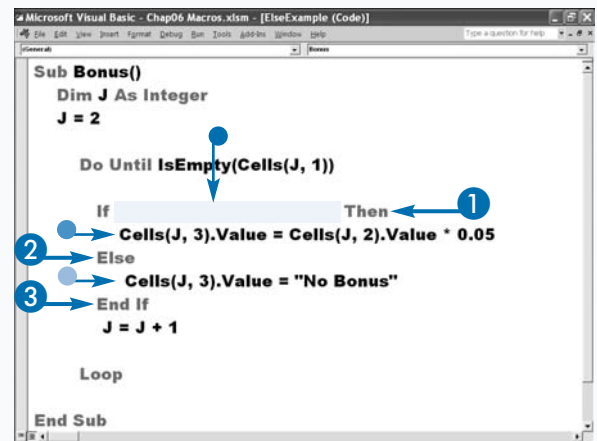 Microsoft Visual Basic - Chap06 Macros.xlsm - [ElseExample (Code)]
File Edit View Insert Format Debug Run Tools Add-Ins Window Help Type a question for help
(General) Bonus
Sub Bonus()
Dim J As Integer
J = 2
Do Until IsEmpty(Cells(J, 1))
If Then 1
Cells(J, 3).Value = Cells(J, 2).Value * 0.05
2 Else
Cells(J, 3).Value = "No Bonus"
3 End If
J = J + 1
Loop
End Sub